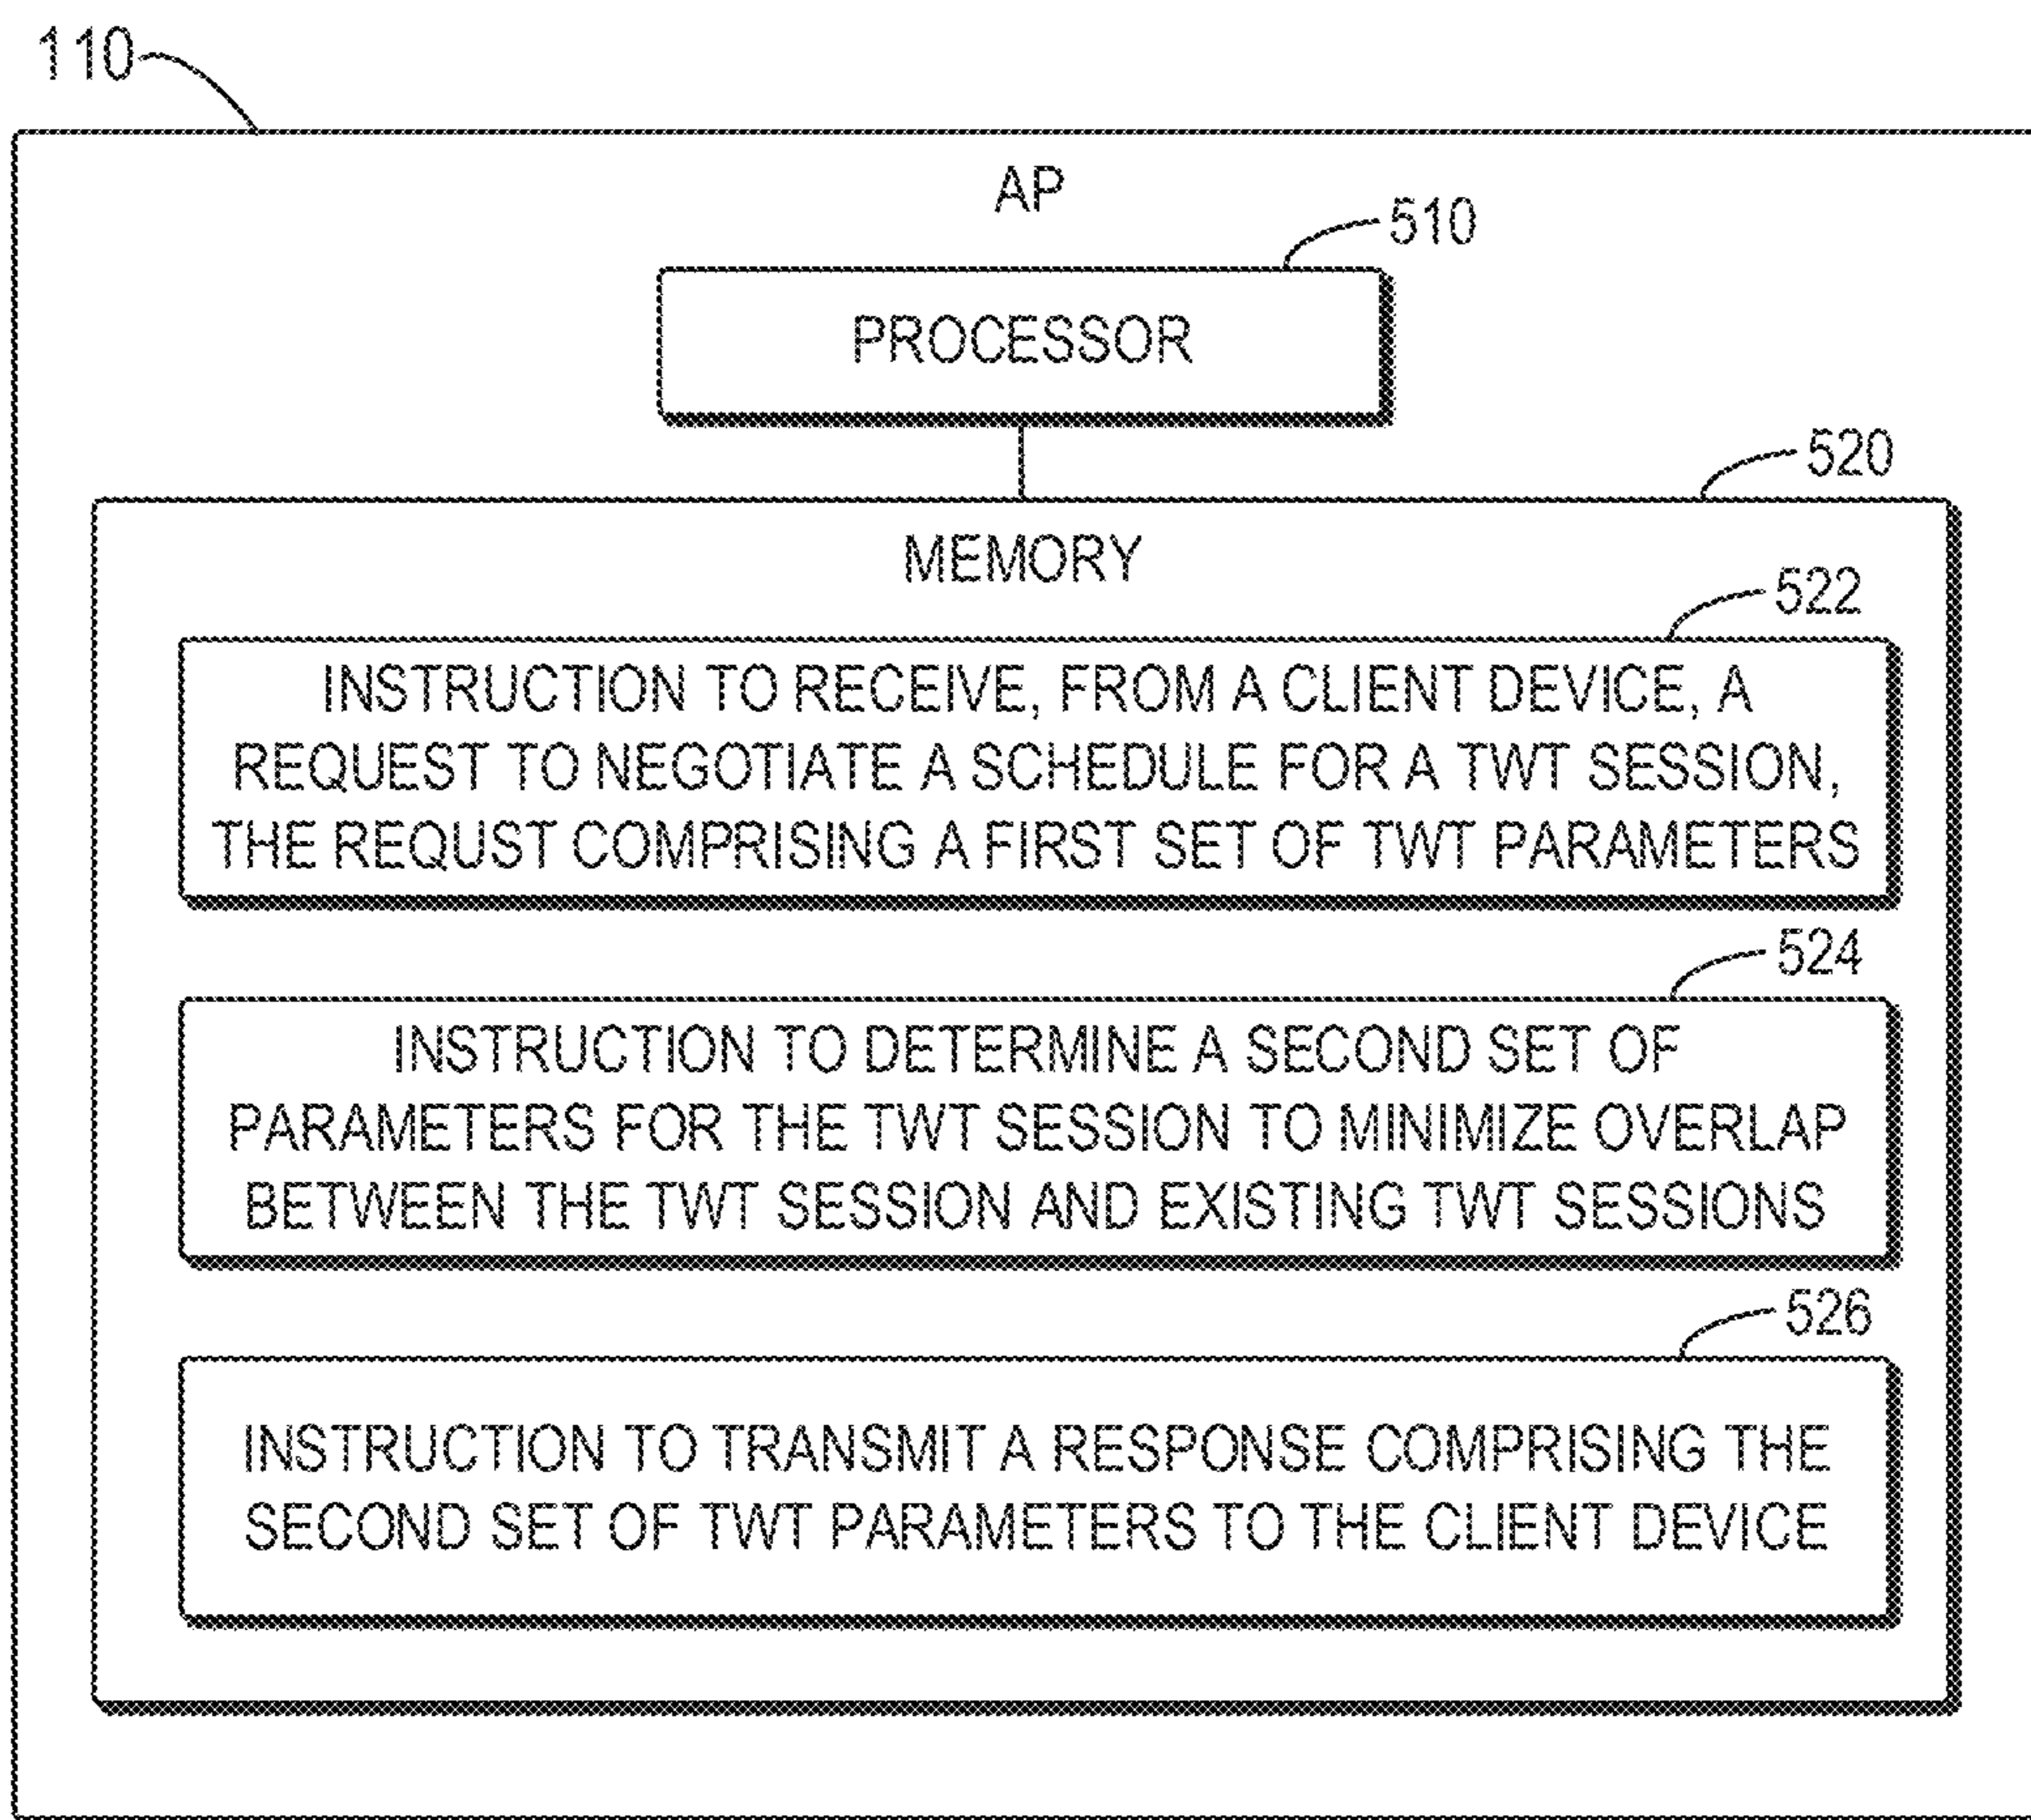 110
AP
510
PROCESSOR
520
MEMORY
522
INSTRUCTION TO RECEIVE, FROM A CLIENT DEVICE, A
REQUEST TO NEGOTIATE A SCHEDULE FOR A TWT SESSION,
THE REQUST COMPRISING A FIRST SET OF TWT PARAMETERS
524
INSTRUCTION TO DETERMINE A SECOND SET OF
PARAMETERS FOR THE TWT SESSION TO MINIMIZE OVERLAP
BETWEEN THE TWT SESSION AND EXISTING TWT SESSIONS
526
INSTRUCTION TO TRANSMIT A RESPONSE COMPRISING THE
SECOND SET OF TWT PARAMETERS TO THE CLIENT DEVICE